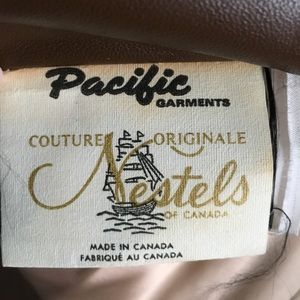 Pacific
GARMENTS
COUTURE ORIGINALE
Nestels
OF CANADA
MADE IN CANADA
FABRIQUÉ AU CANADA